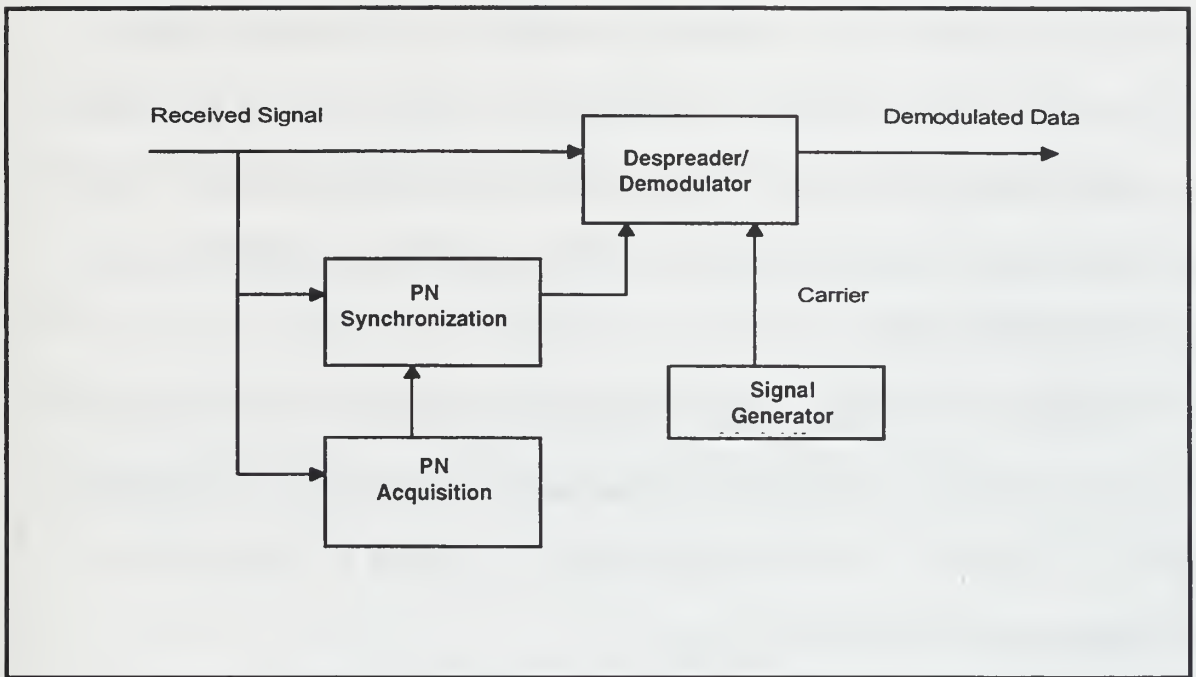 Received Signal
Demodulated Data
Despreader/
Demodulator
PN
Synchronization
Carrier
Signal
Generator
PN
Acquisition